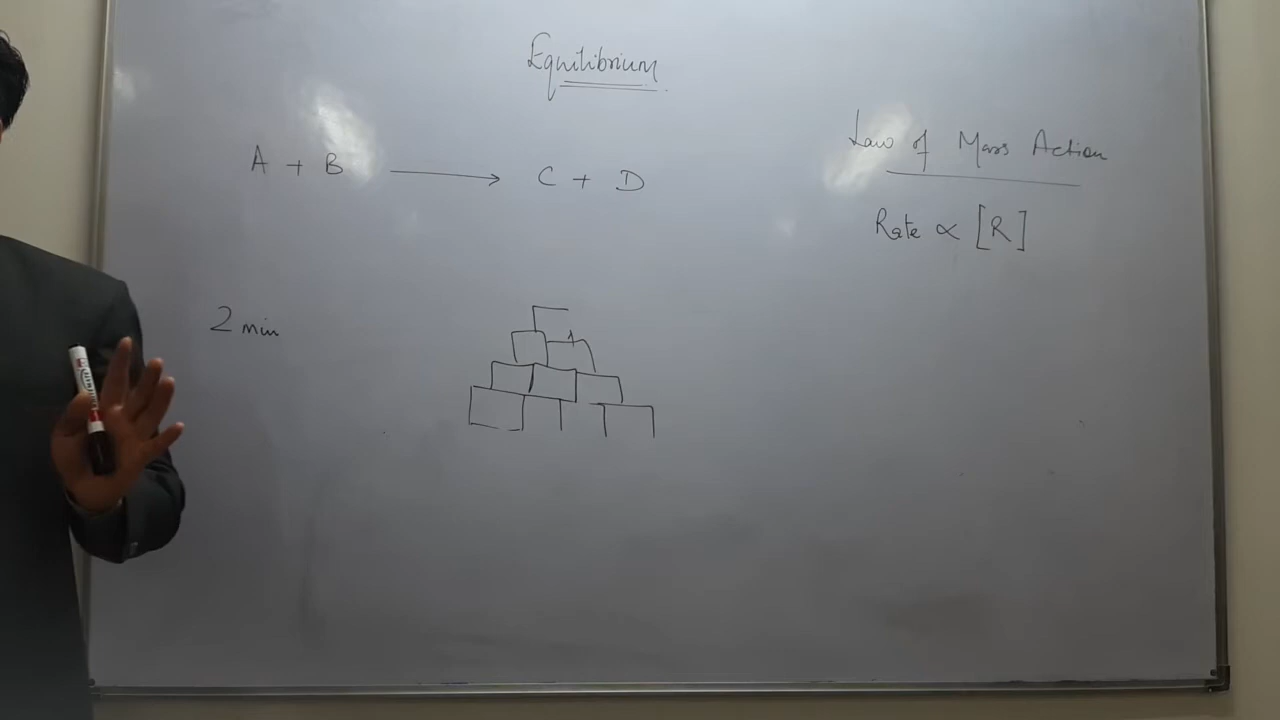 Equilibrium
Law of Mass Action
A + B ⟶ C + D
Rate ∝ [R]
2 min